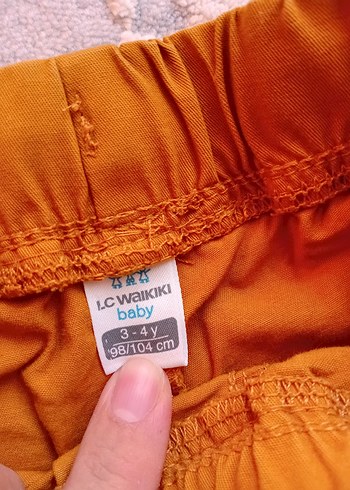 LC WAIKIKI
baby
3 - 4 y
98/104 cm